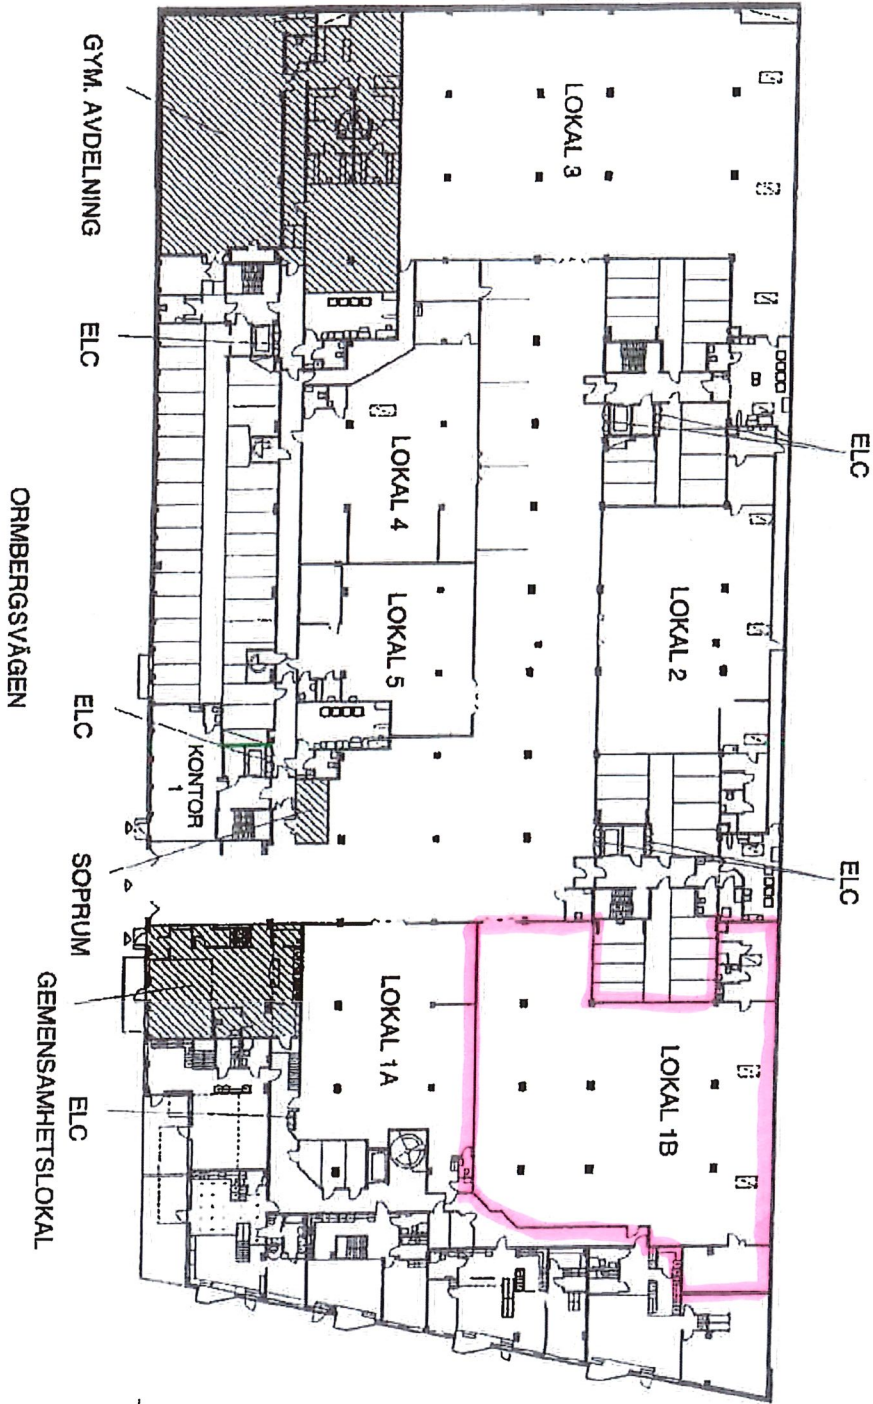 ELC
ELC
LOKAL 3
LOKAL 2
LOKAL 1B
LOKAL 4
LOKAL 5
LOKAL 1A
KONTOR
1
GYM. AVDELNING
ELC
ELC
SOPRUM
GEMENSAMHETSLOKAL
ELC
ORMBERGSVÄGEN